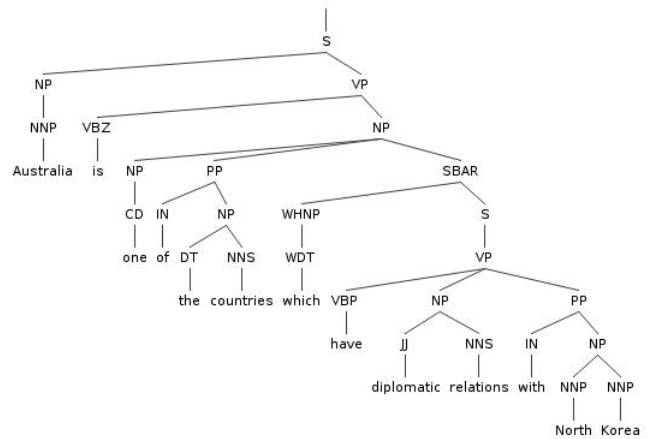 S
NP VP
NNP VBZ NP
Australia is NP PP SBAR
CD IN NP WHNP S
one of DT NNS WDT VP
the countries which VBP NP PP
have JJ NNS IN NP
diplomatic relations with NNP NNP
North Korea